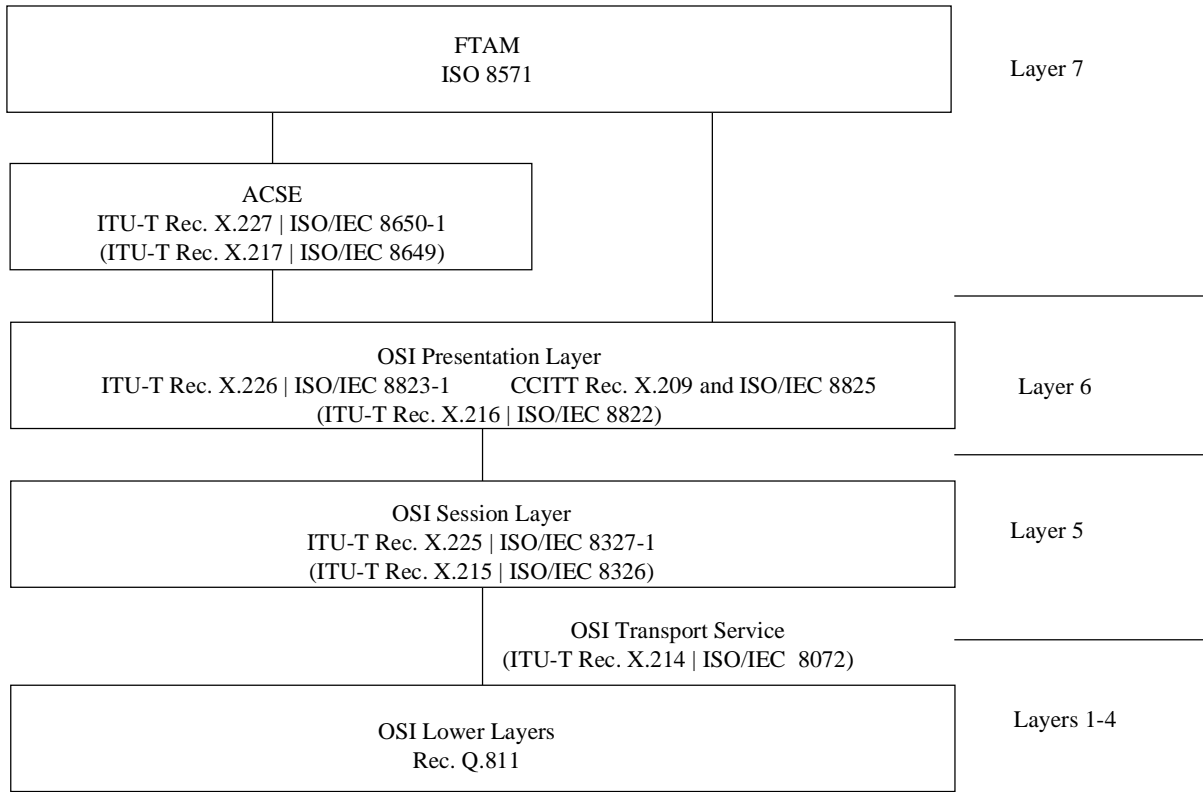 FTAM
ISO 8571
Layer 7
ACSE
ITU-T Rec. X.227 | ISO/IEC 8650-1
(ITU-T Rec. X.217 | ISO/IEC 8649)
OSI Presentation Layer
ITU-T Rec. X.226 | ISO/IEC 8823-1 CCITT Rec. X.209 and ISO/IEC 8825
(ITU-T Rec. X.216 | ISO/IEC 8822)
Layer 6
OSI Session Layer
ITU-T Rec. X.225 | ISO/IEC 8327-1
(ITU-T Rec. X.215 | ISO/IEC 8326)
Layer 5
OSI Transport Service
(ITU-T Rec. X.214 | ISO/IEC 8072)
OSI Lower Layers
Rec. Q.811
Layers 1-4